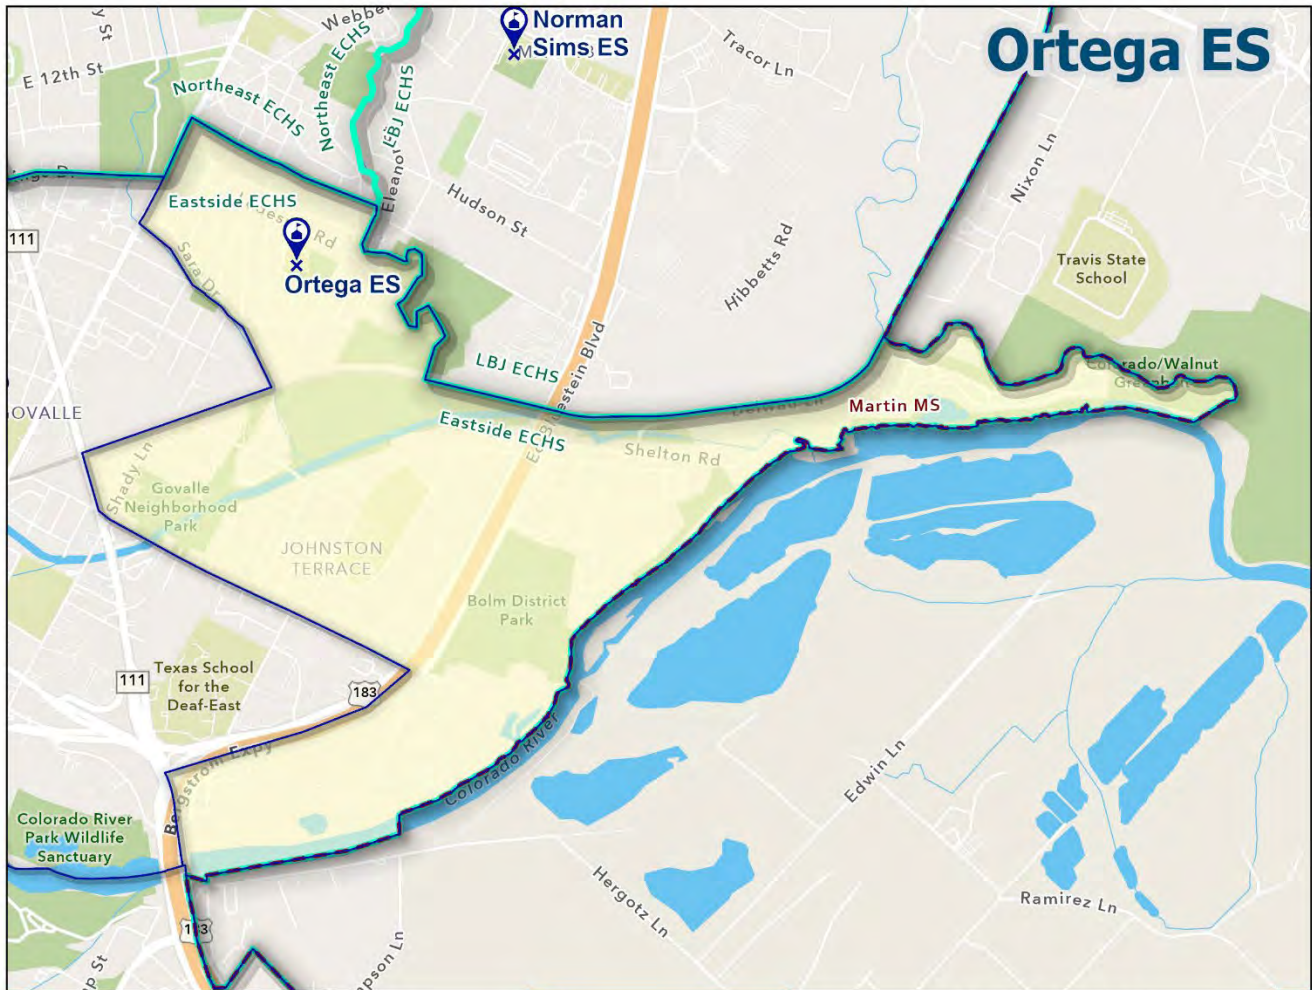 Ortega ES
Norman
Sims ES
E 12th St
Northeast ECHS
Northeast ECHS
LBJ ECHS
Tracor Ln
Nixon Ln
Hudson St
Hibbetts Rd
Travis State
School
Eastside ECHS
111
Sara Dr
Ortega ES
LBJ ECHS
Colorado/Walnut
Martin MS
Eastside ECHS
Shelton Rd
Shady Ln
Govalle
Neighborhood
Park
JOHNSTON
TERRACE
Bolm District
Park
Texas School
for the
Deaf-East
111
183
Bergstrom Expy
Colorado River
Edwin Ln
Colorado River
Park Wildlife
Sanctuary
Hergotz Ln
Ramirez Ln
183